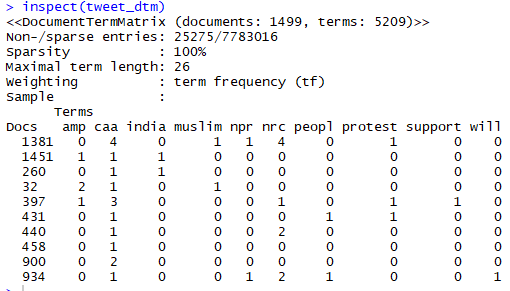 > inspect(tweet_dtm)
<<DocumentTermMatrix (documents: 1499, terms: 5209)>>
Non-/sparse entries: 25275/7783016
Sparsity           : 100%
Maximal term length: 26
Weighting          : term frequency (tf)
Sample             :
      Terms
Docs   amp caa india muslim npr nrc peopl protest support will
  1381   0   4     0      1   1   4     0       1       0    0
  1451   1   1     1      0   0   0     0       0       0    0
  260    0   1     1      0   0   0     0       0       0    0
  32     2   1     0      1   0   0     0       0       0    0
  397    1   3     0      0   0   1     0       1       1    0
  431    0   1     0      0   0   0     1       1       0    0
  440    0   1     0      0   0   2     0       0       0    0
  458    0   1     0      0   0   0     0       0       0    0
  900    0   2     0      0   0   0     0       0       0    0
  934    0   1     0      0   1   2     1       0       0    1